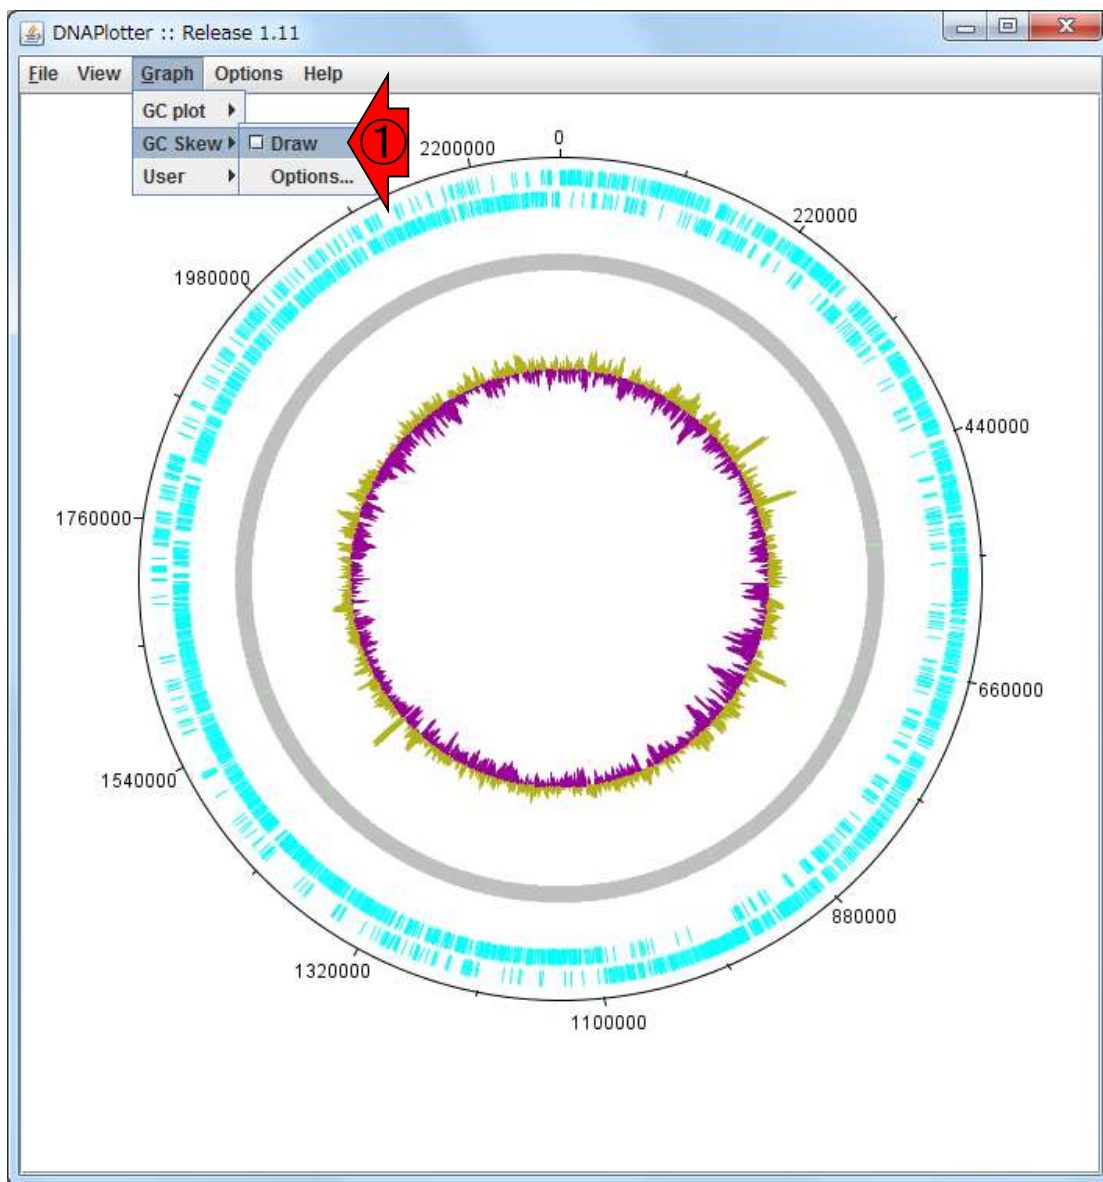 DNAPlotter :: Release 1.11
File View Graph Options Help
GC plot
GC Skew Draw
User Options...
①
0
220000
440000
660000
880000
1100000
1320000
1540000
1760000
1980000
2200000